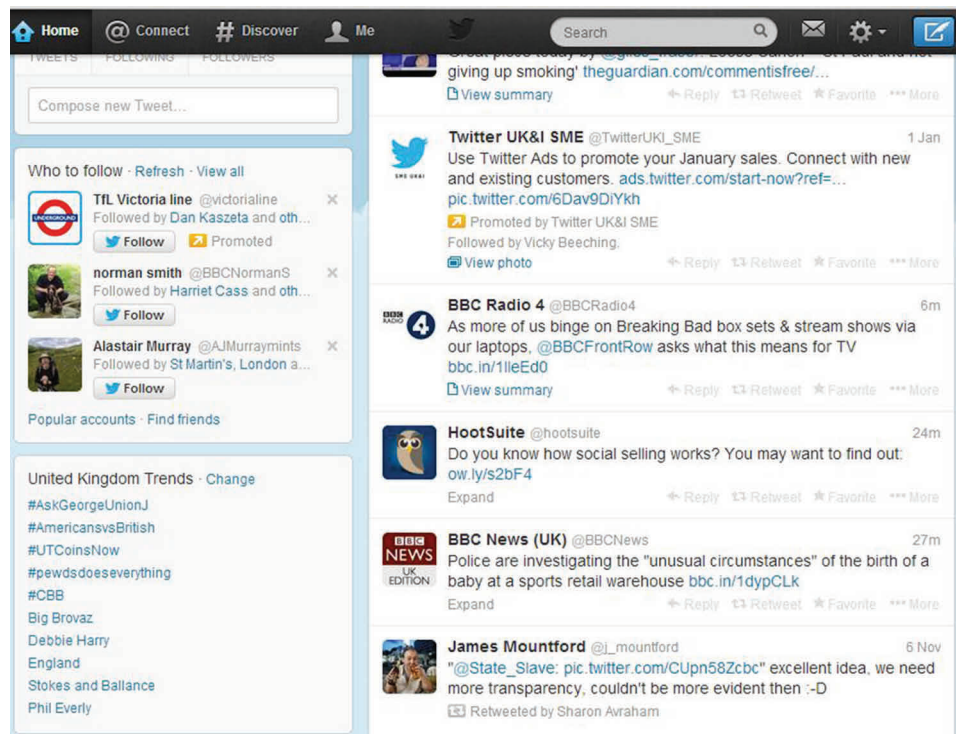 Home
Connect
Discover
Me
Search
TWEETS
FOLLOWING
FOLLOWERS
Compose new Tweet...
Who to follow · Refresh · View all
TfL Victoria line @victorialine
Followed by Dan Kaszeta and oth...
Follow
Promoted
norman smith @BBCNormanS
Followed by Harriet Cass and oth...
Follow
Alastair Murray @AJMurraymints
Followed by St Martin's, London a...
Follow
Popular accounts · Find friends
United Kingdom Trends · Change
#AskGeorgeUnionJ
#AmericansvsBritish
#UTCoinsNow
#pewdsdoeseverything
#CBB
Big Brovaz
Debbie Harry
England
Stokes and Ballance
Phil Everly
giving up smoking' theguardian.com/commentisfree/...
View summary
Reply Retweet Favorite More
Twitter UK&I SME @TwitterUKI_SME 1 Jan
SME UK&I
Use Twitter Ads to promote your January sales. Connect with new
and existing customers. ads.twitter.com/start-now?ref=...
pic.twitter.com/6Dav9DiYkh
Promoted by Twitter UK&I SME
Followed by Vicky Beeching.
View photo
Reply Retweet Favorite More
BBC RADIO 4
BBC Radio 4 @BBCRadio4 6m
As more of us binge on Breaking Bad box sets & stream shows via
our laptops, @BBCFrontRow asks what this means for TV
bbc.in/1lleEd0
View summary
Reply Retweet Favorite More
HootSuite @hootsuite 24m
Do you know how social selling works? You may want to find out:
ow.ly/s2bF4
Expand
Reply Retweet Favorite More
BBC NEWS UK EDITION
BBC News (UK) @BBCNews 27m
Police are investigating the "unusual circumstances" of the birth of a
baby at a sports retail warehouse bbc.in/1dypCLk
Expand
Reply Retweet Favorite More
James Mountford @j_mountford 6 Nov
"@State_Slave: pic.twitter.com/CUpn58Zcbc" excellent idea, we need
more transparency, couldn't be more evident then :-D
Retweeted by Sharon Avraham